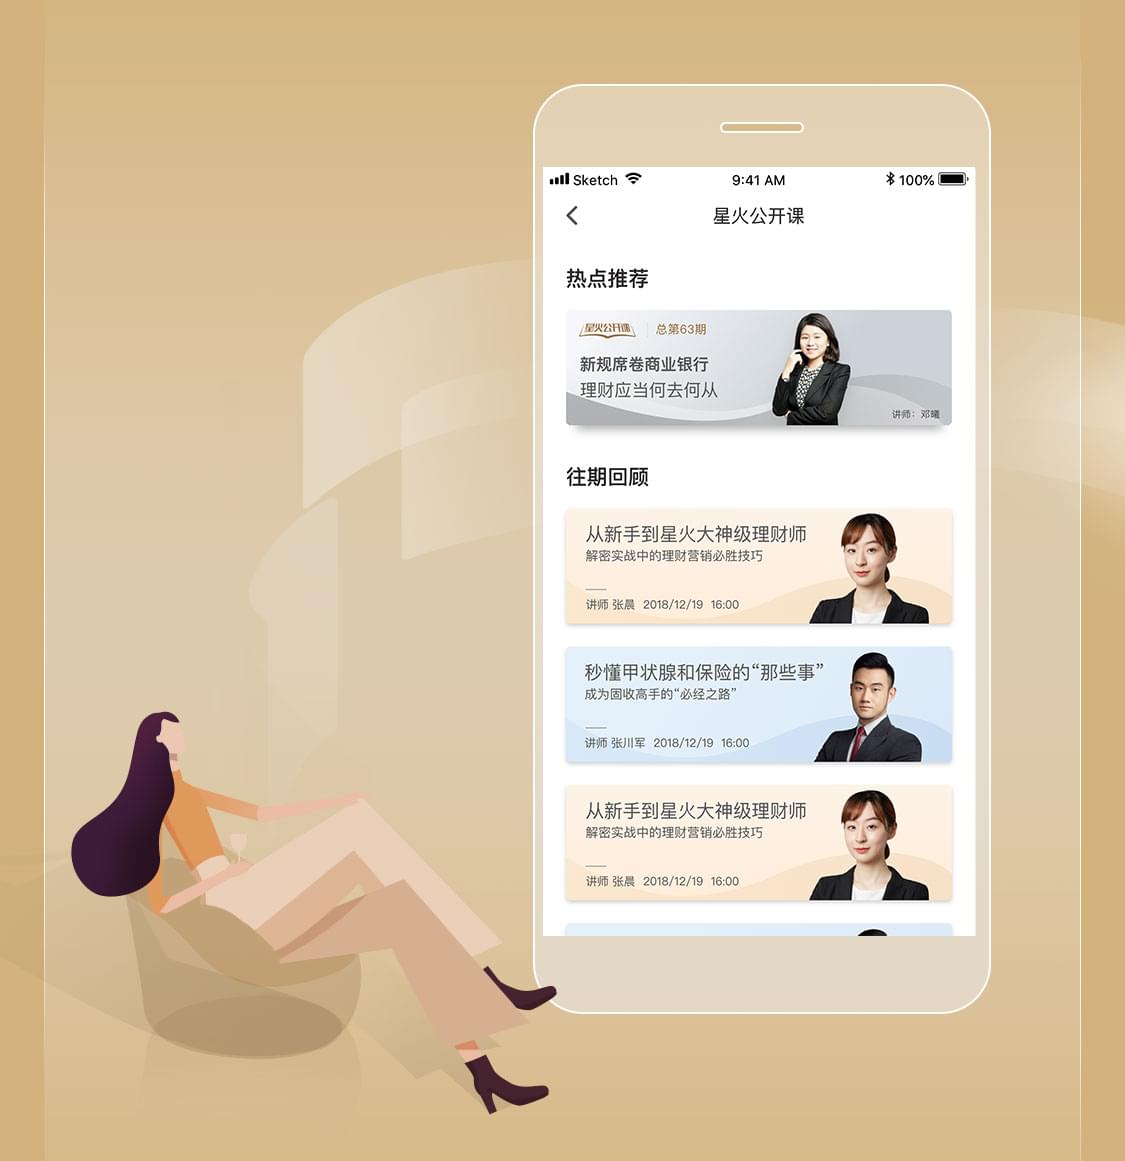 Sketch 9:41 AM 100%
星火公开课
热点推荐
星火公开课 总第63期
新规席卷商业银行
理财应当何去何从
讲师：邓曦
往期回顾
从新手到星火大神级理财师
解密实战中的理财营销必胜技巧
讲师 张晨 2018/12/19 16:00
秒懂甲状腺和保险的“那些事”
成为固收高手的“必经之路”
讲师 张川军 2018/12/19 16:00
从新手到星火大神级理财师
解密实战中的理财营销必胜技巧
讲师 张晨 2018/12/19 16:00